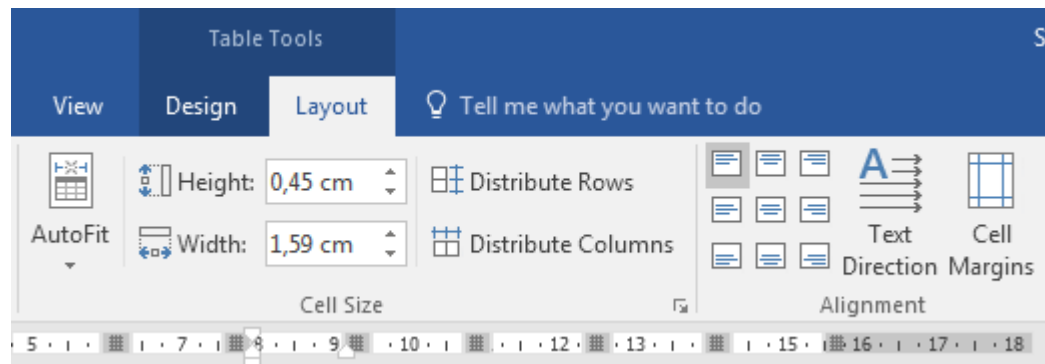 Table Tools
S
View Design Layout Tell me what you want to do
Height: 0,45 cm Distribute Rows
AutoFit Width: 1,59 cm Distribute Columns
Text Direction
Cell Margins
Cell Size Alignment
5 7 8 9 10 12 13 15 16 17 18